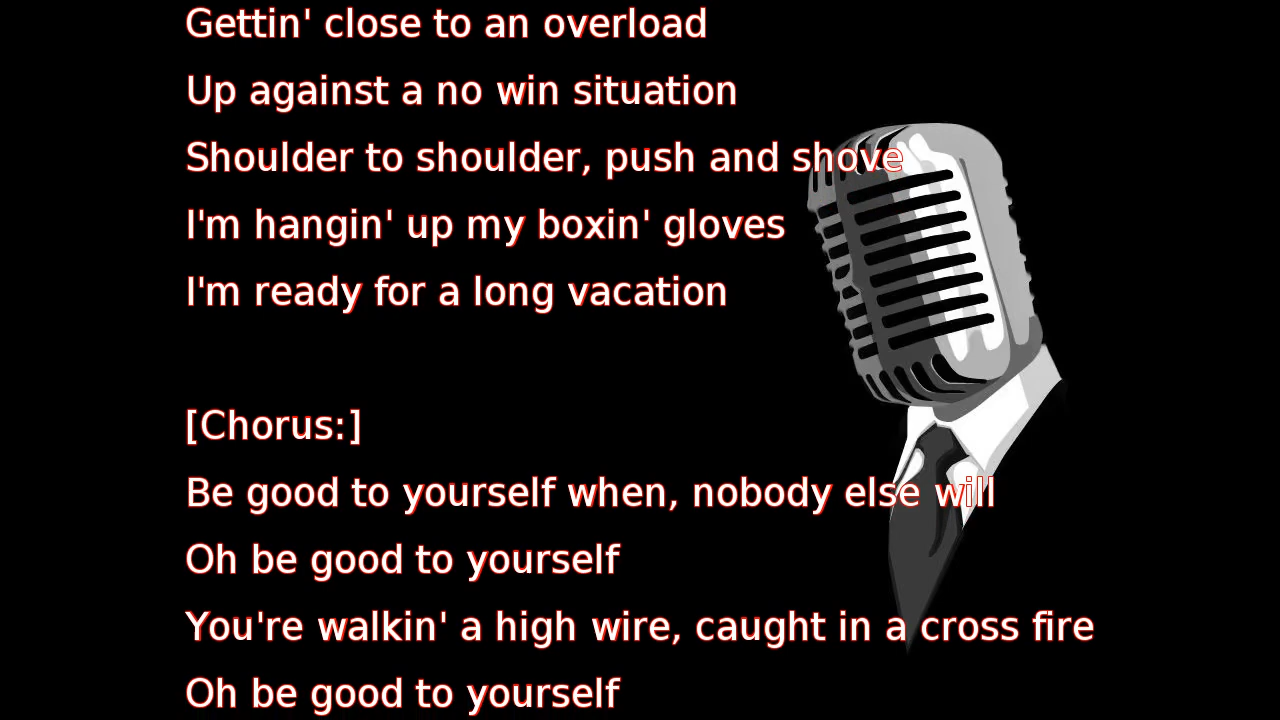 Gettin' close to an overload
Up against a no win situation
Shoulder to shoulder, push and shove
I'm hangin' up my boxin' gloves
I'm ready for a long vacation
[Chorus:]
Be good to yourself when, nobody else will
Oh be good to yourself
You're walkin' a high wire, caught in a cross fire
Oh be good to yourself